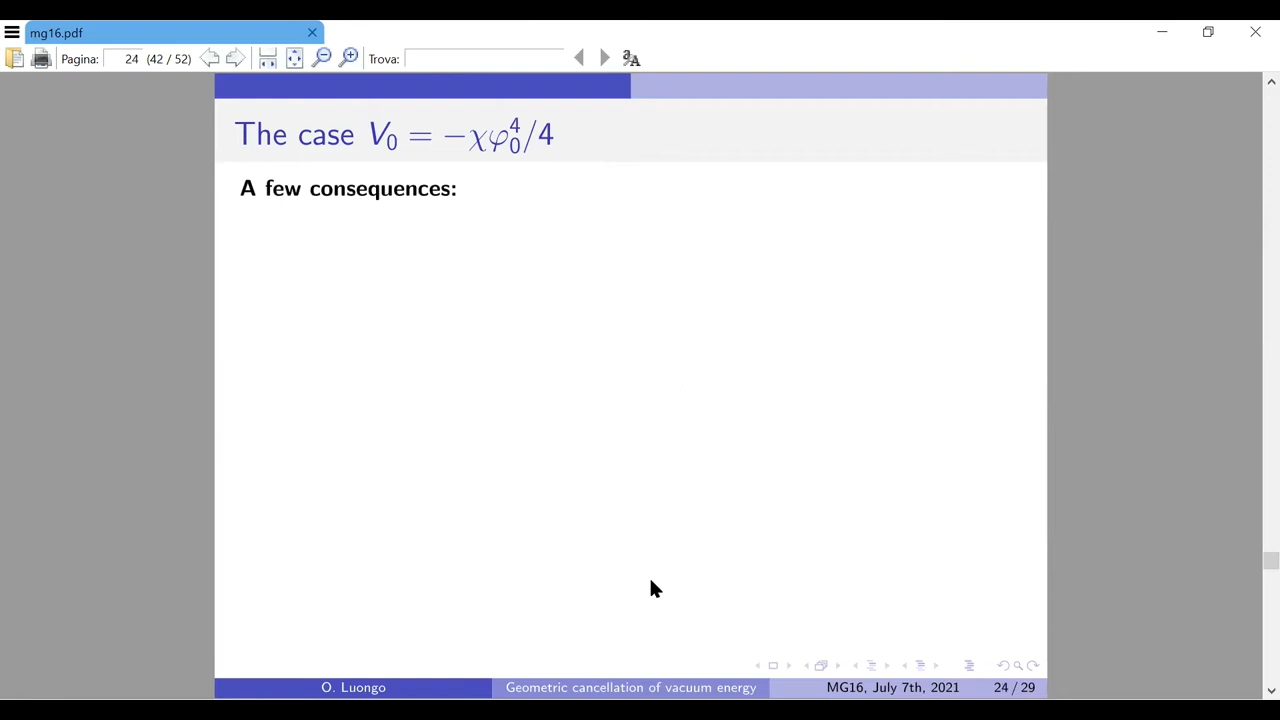 mg16.pdf
Pagina: 24 (42 / 52) Trova:
The case V₀ = −χφ₀⁴/4
A few consequences:
O. Luongo Geometric cancellation of vacuum energy MG16, July 7th, 2021 24 / 29